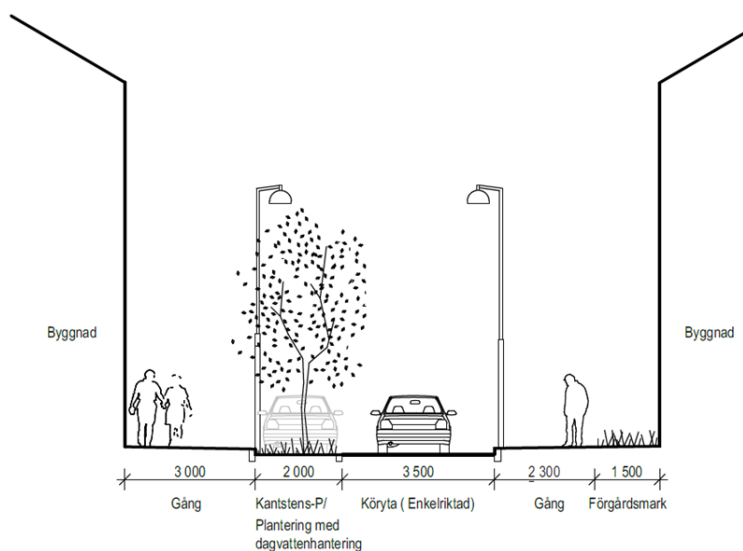 Byggnad
Byggnad
3 000
2 000
3 500
2 300
1 500
Gång
Kantstens-P/
Plantering med
dagvattenhantering
Köryta ( Enkelriktad)
Gång
Förgårdsmark